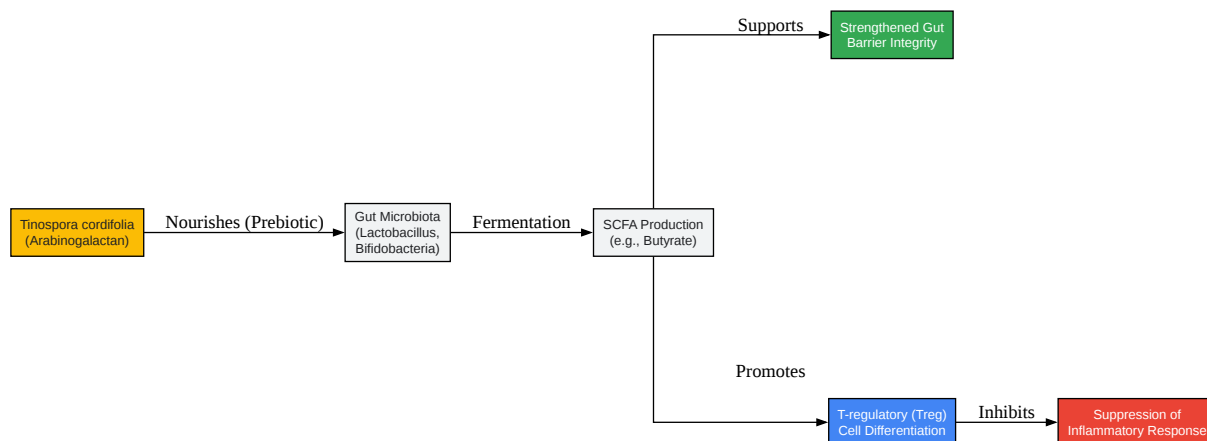 Supports
Strengthened Gut
Barrier Integrity
Tinospora cordifolia
(Arabinogalactan)
Nourishes (Prebiotic)
Gut Microbiota
(Lactobacillus,
Bifidobacteria)
Fermentation
SCFA Production
(e.g., Butyrate)
Promotes
T-regulatory (Treg)
Cell Differentiation
Inhibits
Suppression of
Inflammatory Response